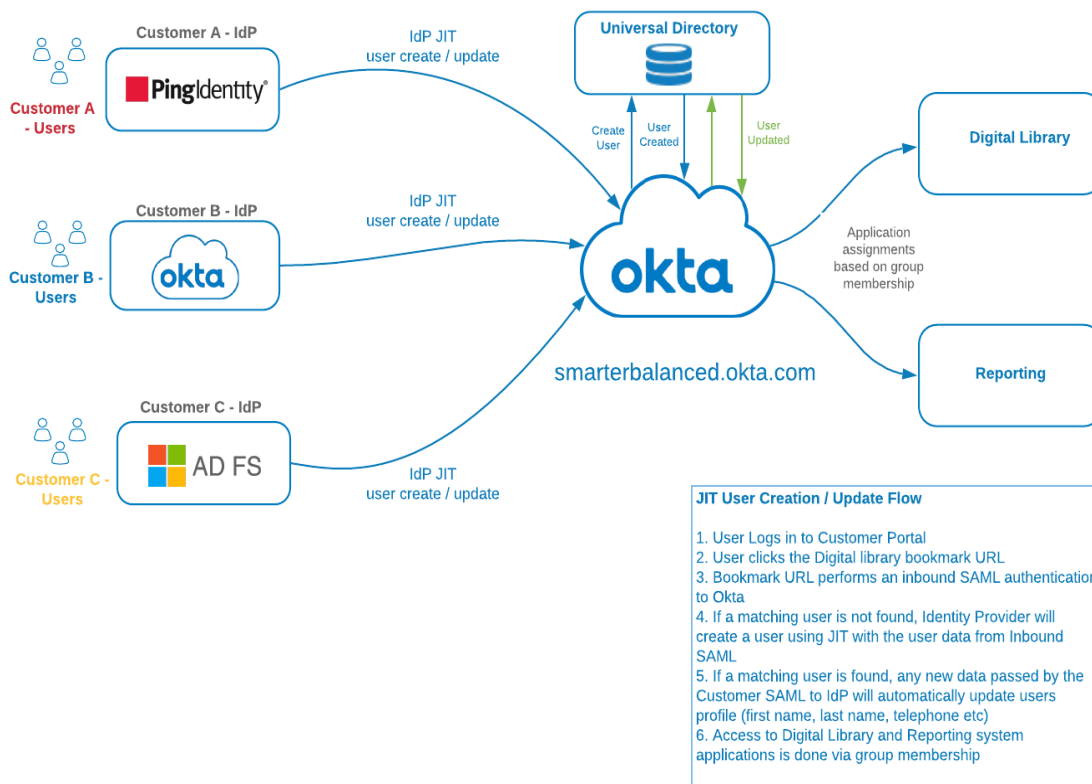 Customer A - IdP
PingIdentity®
Customer A
- Users
IdP JIT
user create / update
Universal Directory
Create
User
User
Created
User
Updated
Customer B - IdP
okta
Customer B -
Users
IdP JIT
user create / update
okta
smarterbalanced.okta.com
Digital Library
Application
assignments
based on group
membership
Reporting
Customer C - IdP
AD FS
Customer C -
Users
IdP JIT
user create / update
JIT User Creation / Update Flow
1. User Logs in to Customer Portal
2. User clicks the Digital library bookmark URL
3. Bookmark URL performs an inbound SAML authentication
to Okta
4. If a matching user is not found, Identity Provider will
create a user using JIT with the user data from Inbound
SAML
5. If a matching user is found, any new data passed by the
Customer SAML to IdP will automatically update users
profile (first name, last name, telephone etc)
6. Access to Digital Library and Reporting system
applications is done via group membership